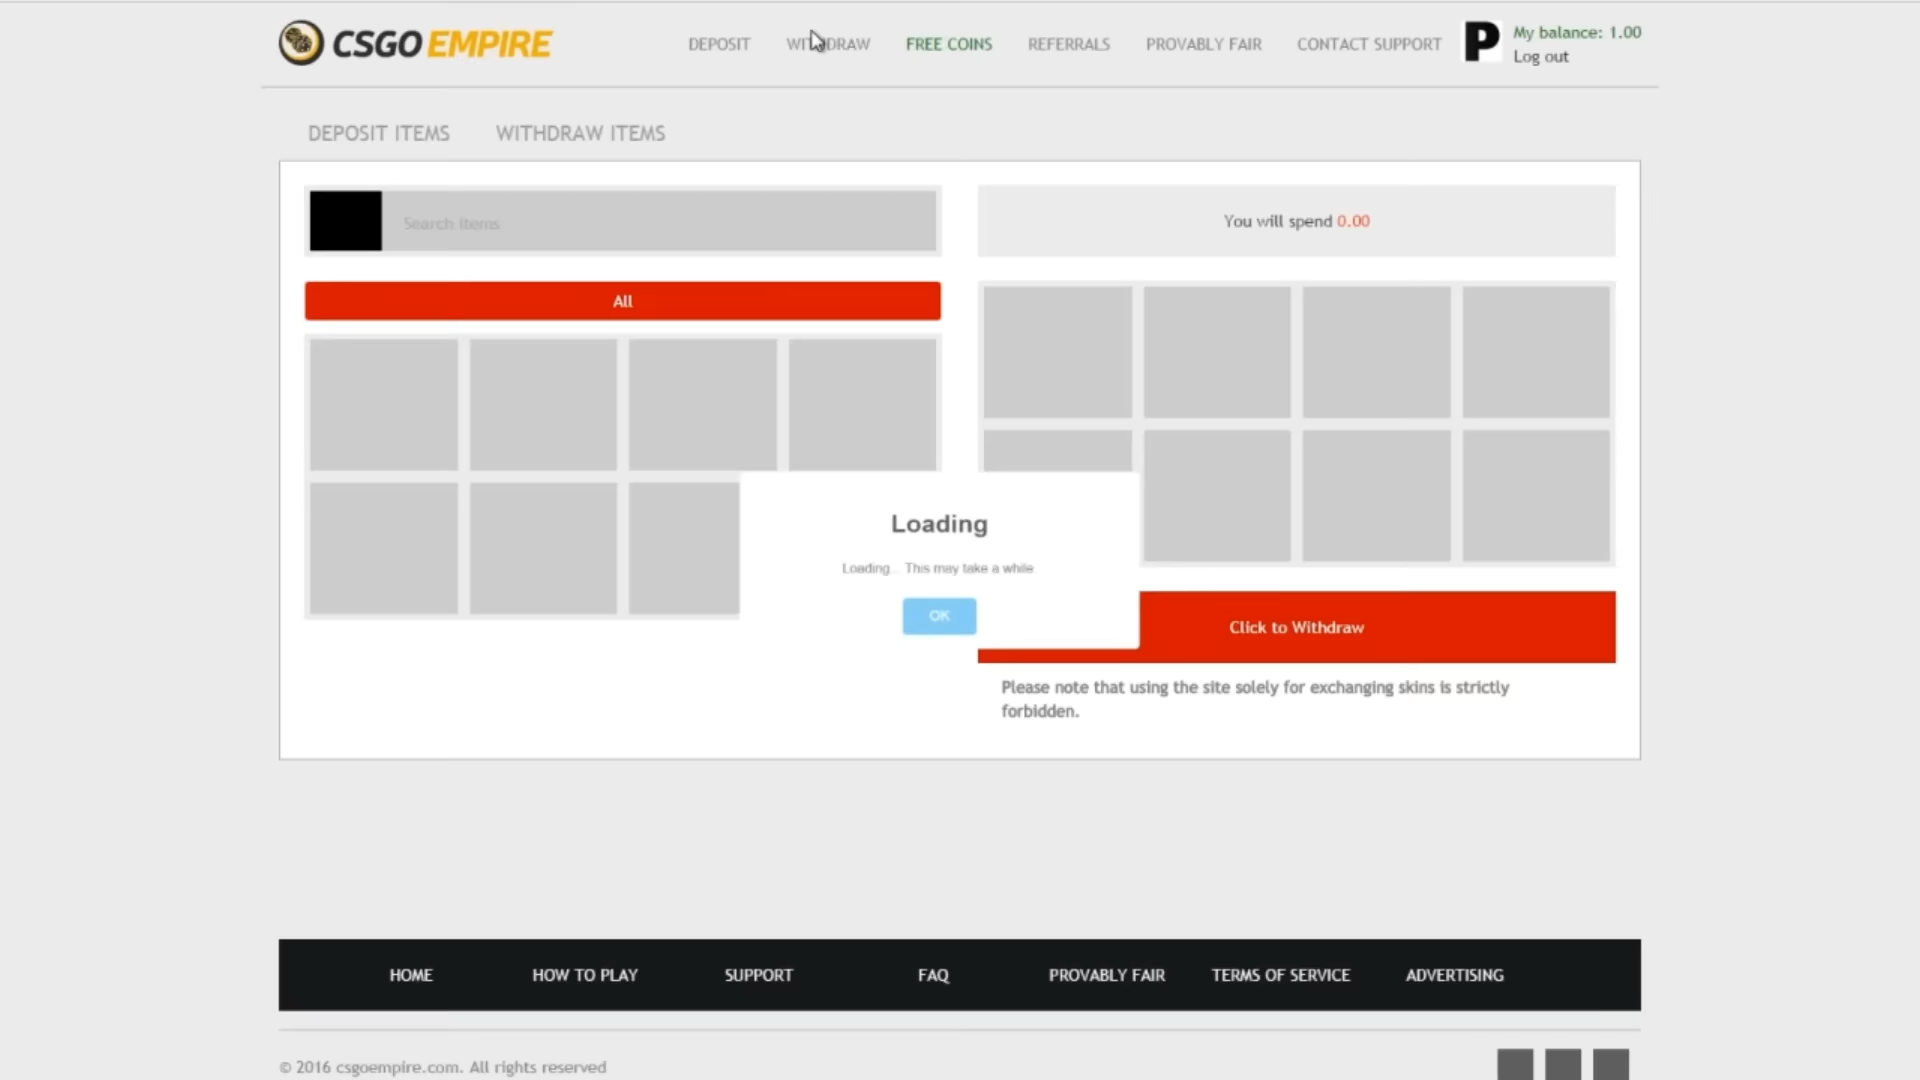 CSGO EMPIRE
DEPOSIT
WITHDRAW
FREE COINS
REFERRALS
PROVABLY FAIR
CONTACT SUPPORT
P
My balance: 1.00
Log out
DEPOSIT ITEMS
WITHDRAW ITEMS
Search items
You will spend 0.00
All
Loading
Loading... This may take a while
OK
Click to Withdraw
Please note that using the site solely for exchanging skins is strictly
forbidden.
HOME
HOW TO PLAY
SUPPORT
FAQ
PROVABLY FAIR
TERMS OF SERVICE
ADVERTISING
© 2016 csgoempire.com. All rights reserved